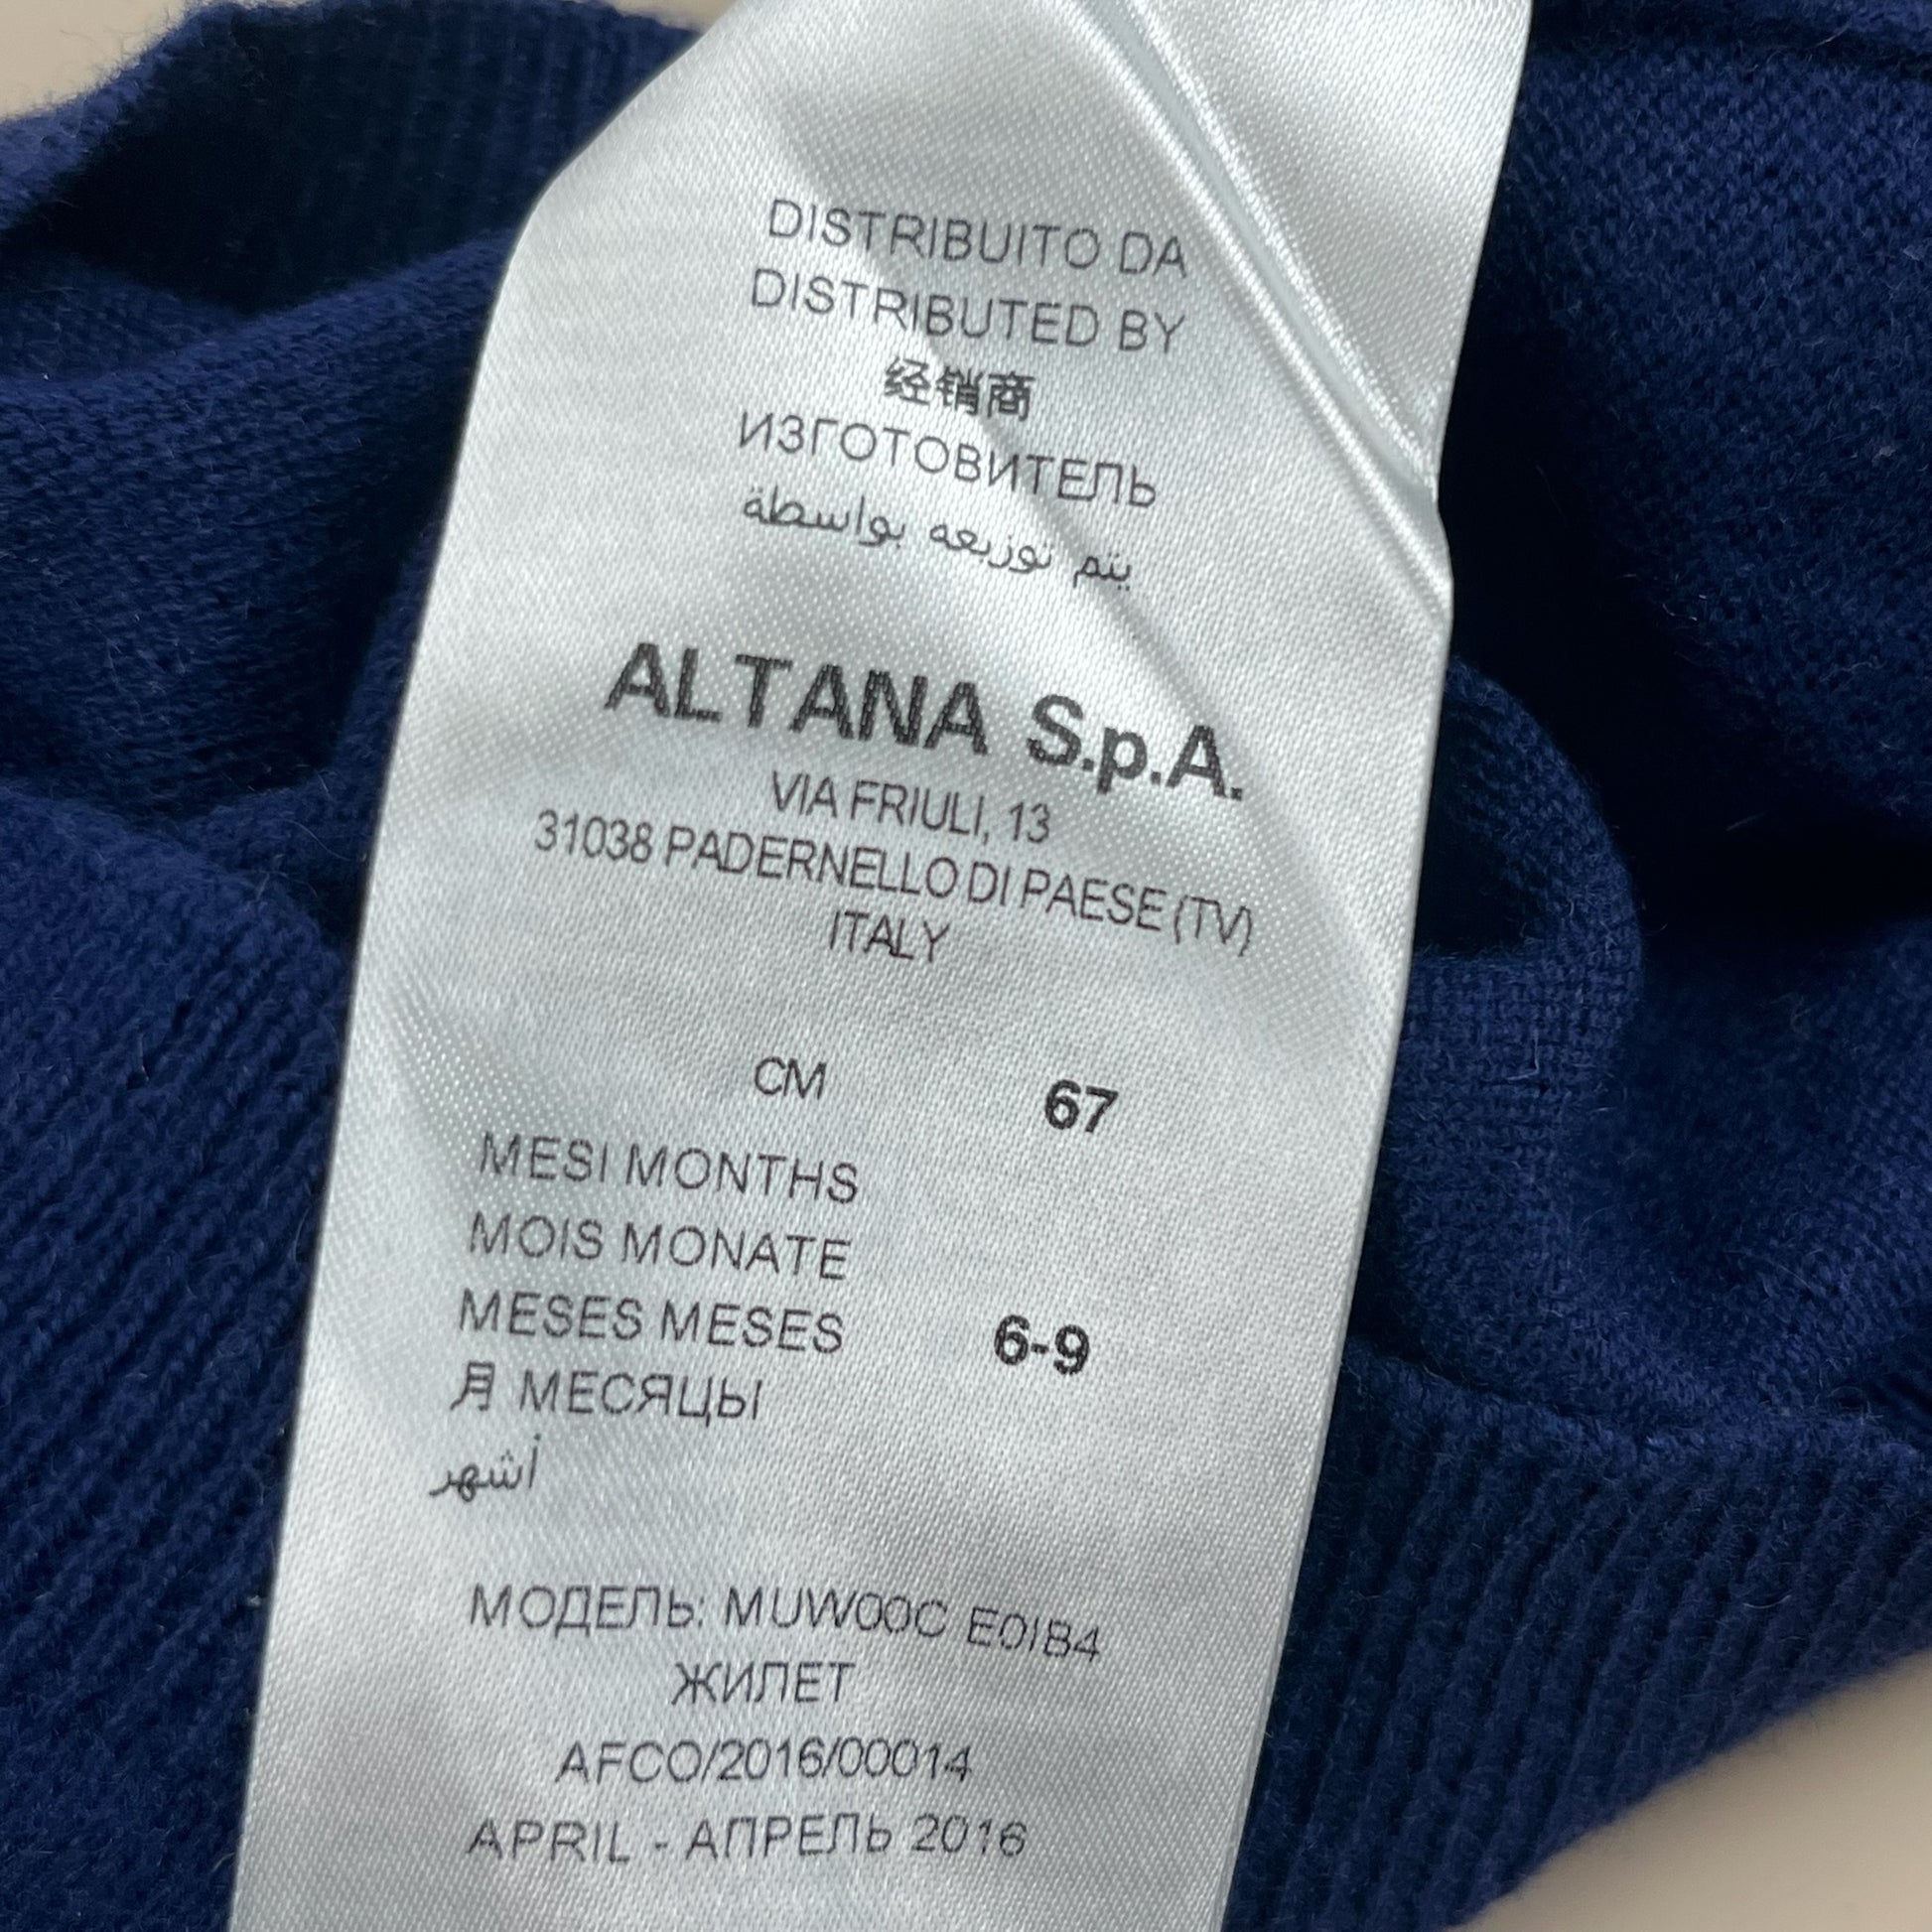 DISTRIBUITO DA
DISTRIBUTED BY
经销商
ИЗГОТОВИТЕЛЬ
يتم توزيعه بواسطة
ALTANA S.p.A.
VIA FRIULI, 13
31038 PADERNELLO DI PAESE (TV)
ITALY
CM 67
MESI MONTHS
MOIS MONATE
MESES MESES 6-9
月 МЕСЯЦЫ
أشهر
МОДЕЛЬ: MUW00C E0IB4
ЖИЛЕТ
AFCO/2016/00014
APRIL - АПРЕЛЬ 2016